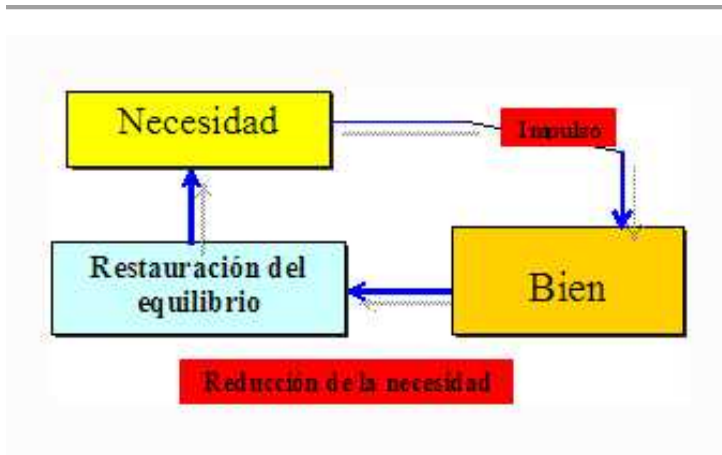 Necesidad
Impulso
Restauración del
equilibrio
Bien
Reducción de la necesidad